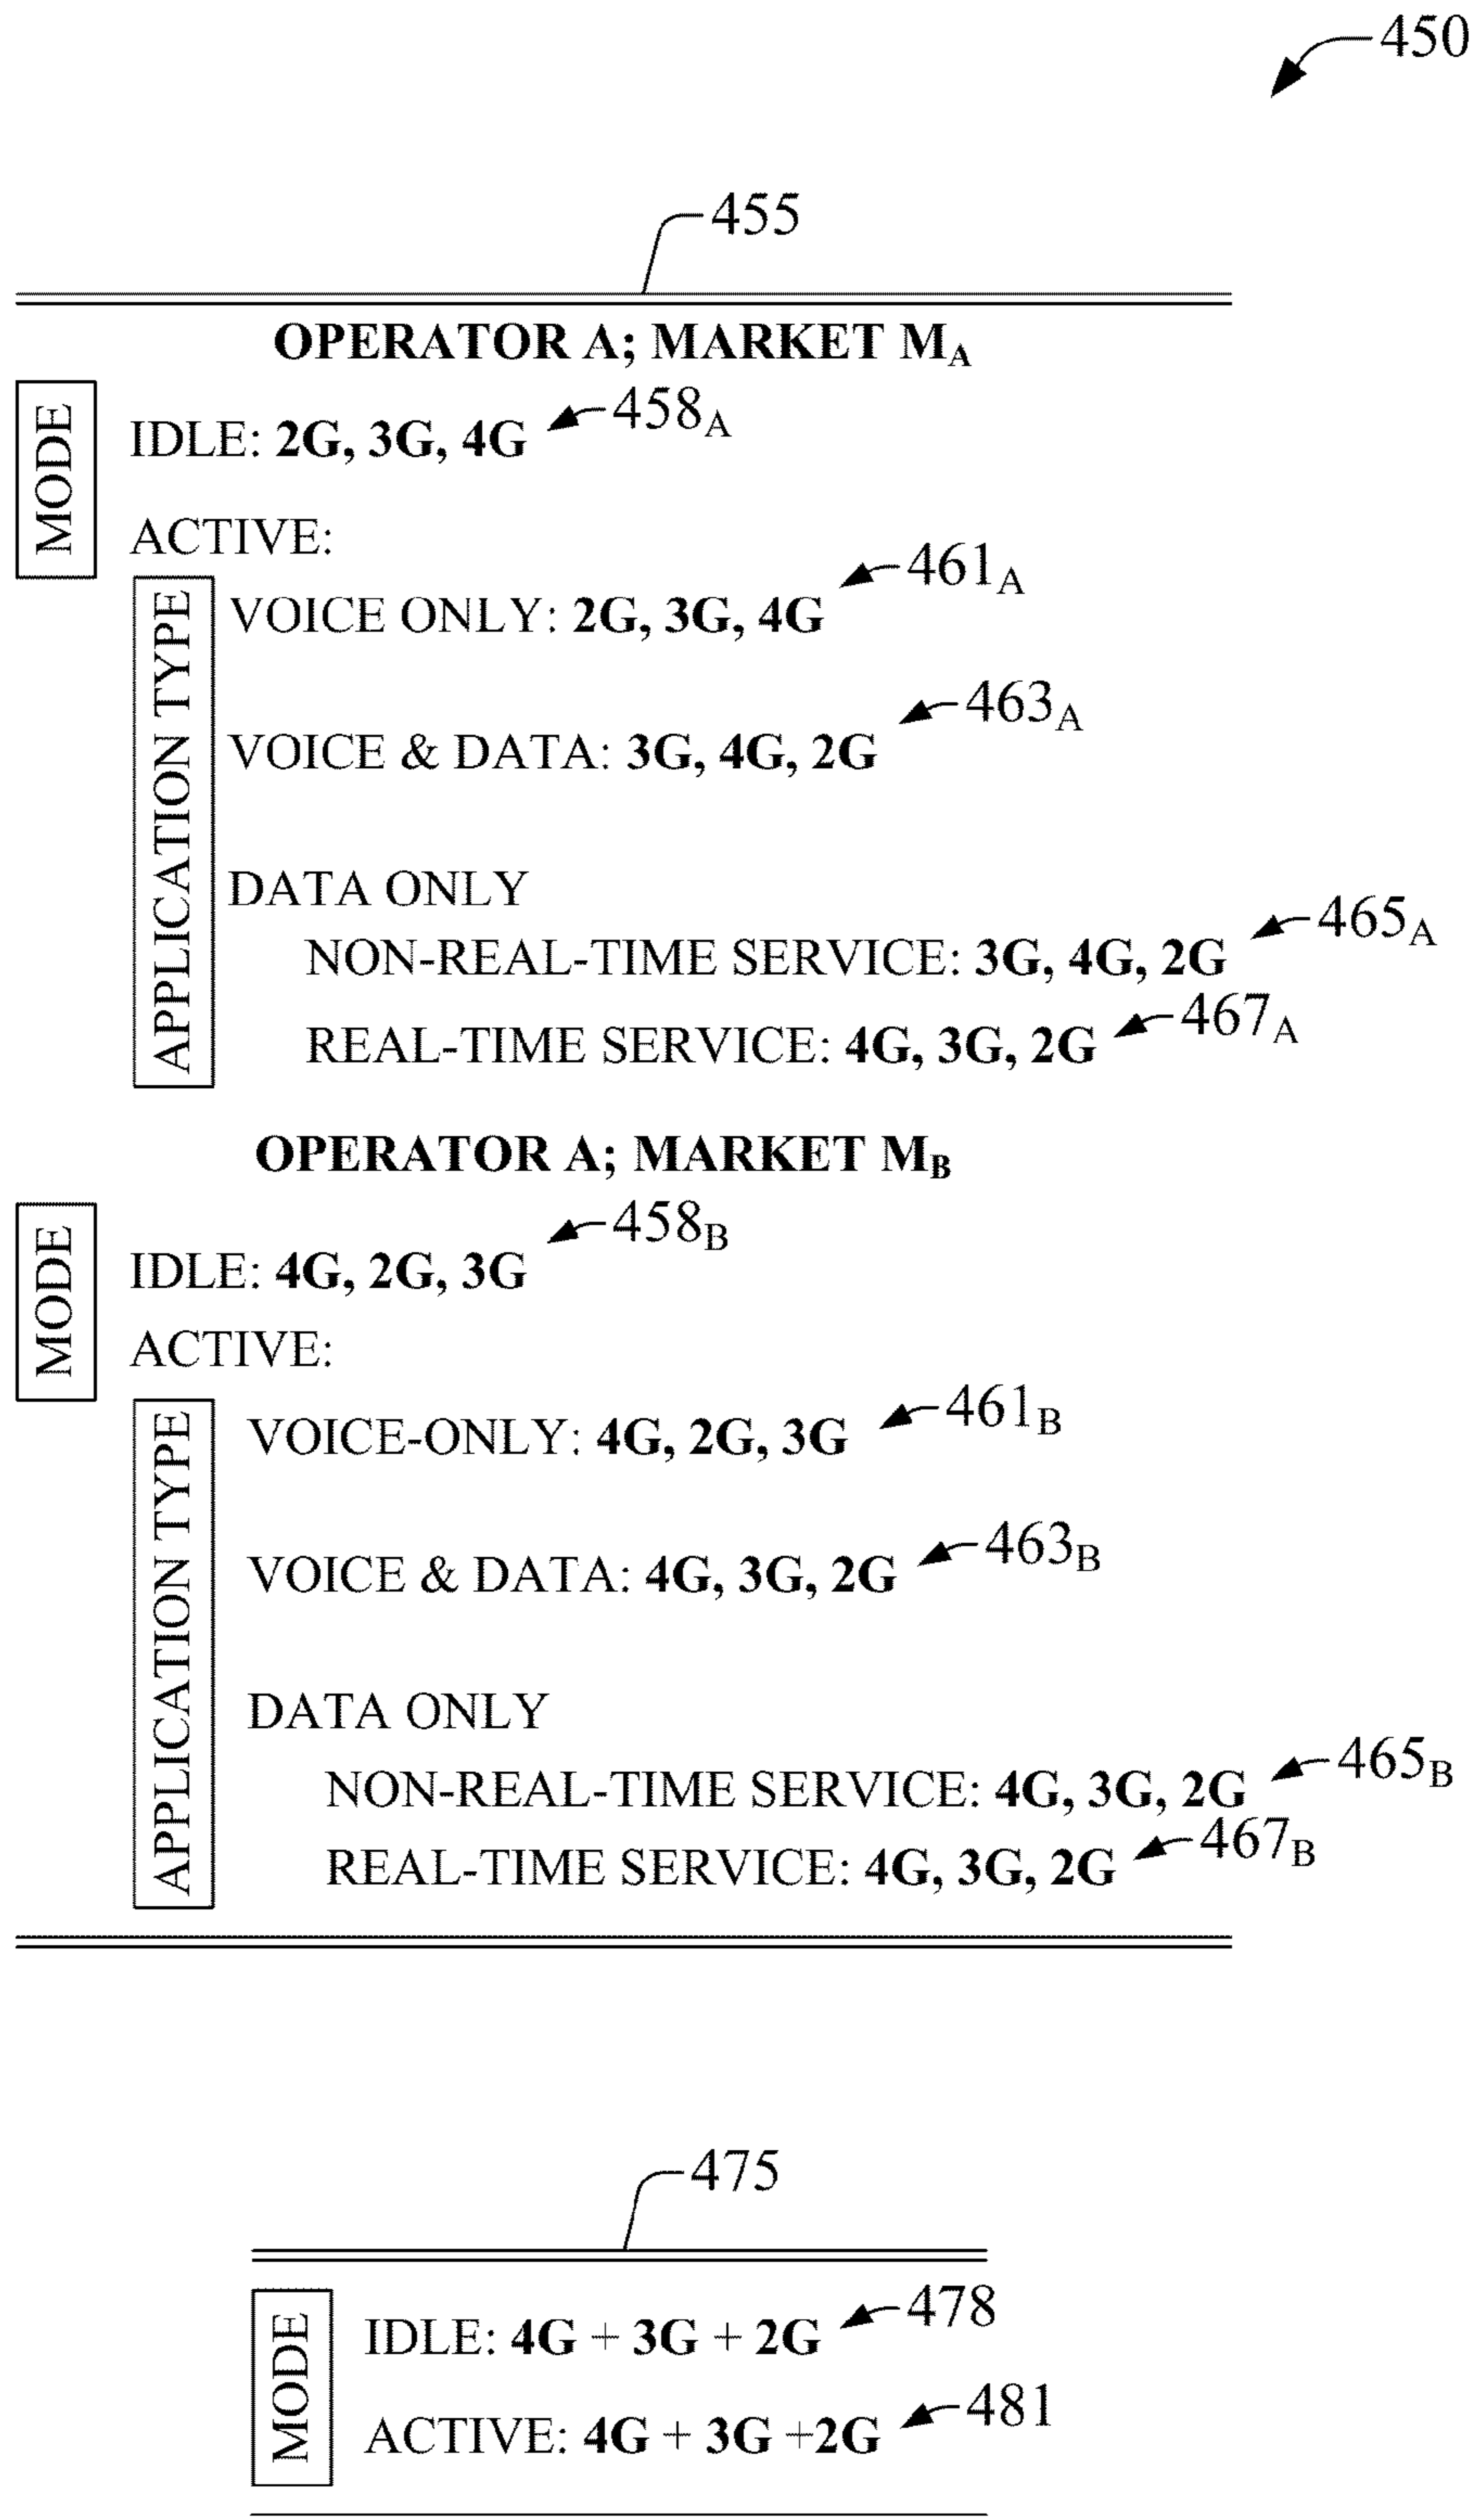 450
455
OPERATOR A; MARKET MA
MODE
IDLE: 2G, 3G, 4G
458A
ACTIVE:
APPLICATION TYPE
461A
VOICE ONLY: 2G, 3G, 4G
463A
VOICE & DATA: 3G, 4G, 2G
DATA ONLY
465A
NON-REAL-TIME SERVICE: 3G, 4G, 2G
467A
REAL-TIME SERVICE: 4G, 3G, 2G
OPERATOR A; MARKET MB
MODE
458B
IDLE: 4G, 2G, 3G
ACTIVE:
APPLICATION TYPE
461B
VOICE-ONLY: 4G, 2G, 3G
463B
VOICE & DATA: 4G, 3G, 2G
DATA ONLY
465B
NON-REAL-TIME SERVICE: 4G, 3G, 2G
467B
REAL-TIME SERVICE: 4G, 3G, 2G
475
MODE
478
IDLE: 4G + 3G + 2G
481
ACTIVE: 4G + 3G +2G